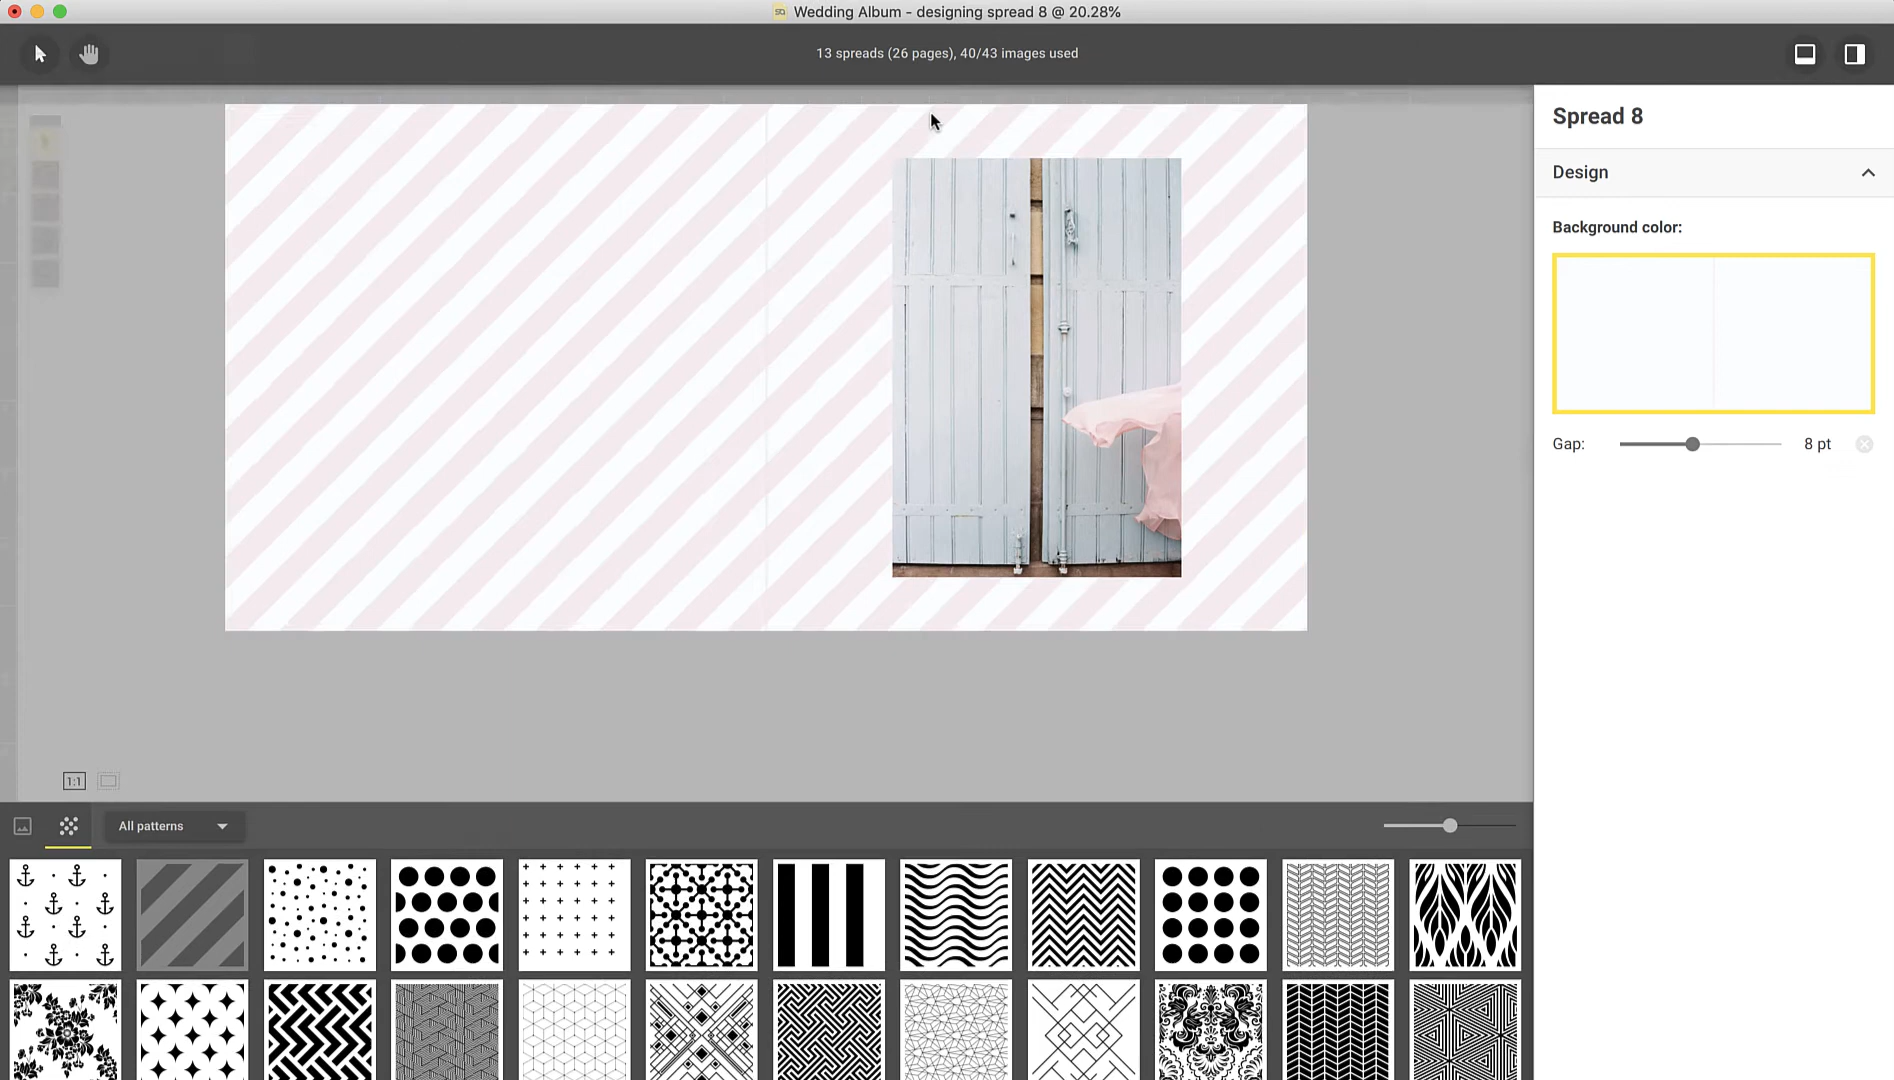 Wedding Album - designing spread 8 @ 20.28%
13 spreads (26 pages), 40/43 images used
Spread 8
Design
Background color:
Gap:
8 pt
1:1
All patterns